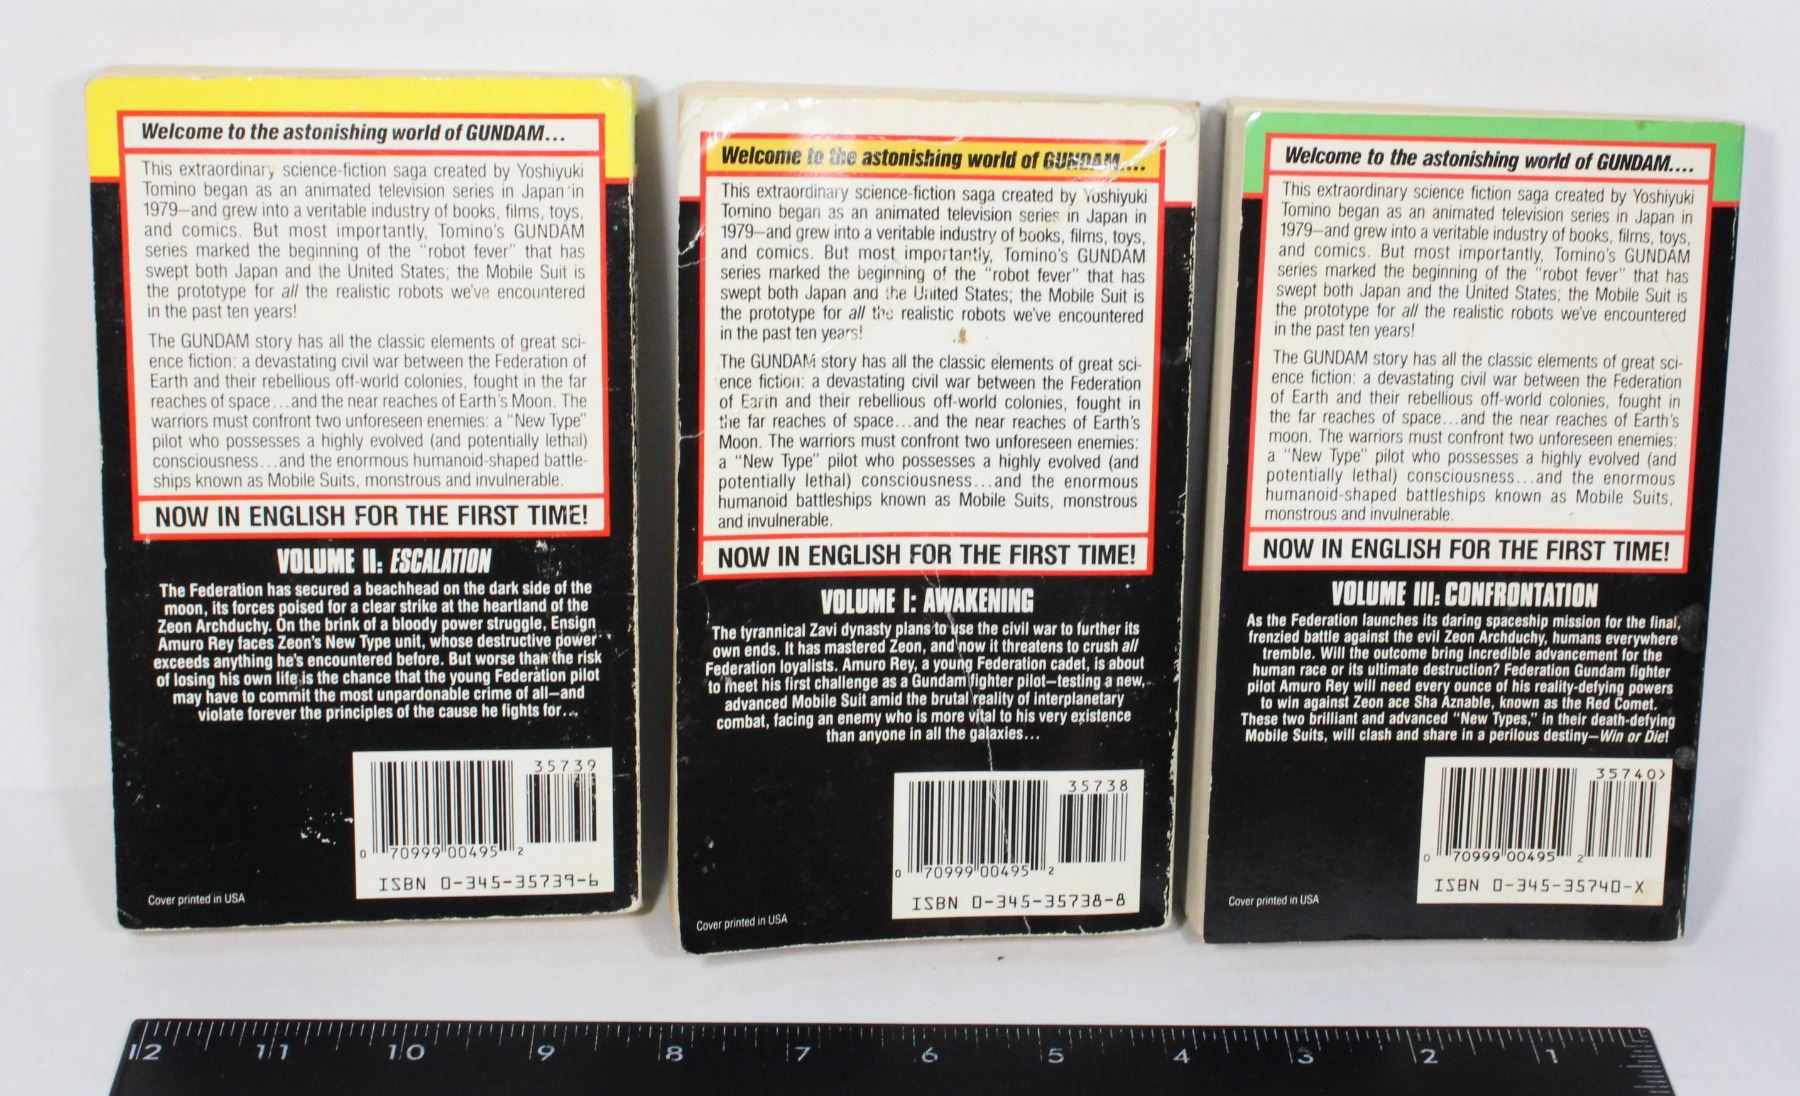 Welcome to the astonishing world of GUNDAM...
This extraordinary science-fiction saga created by Yoshiyuki
Tomino began as an animated television series in Japan in
1979—and grew into a veritable industry of books, films, toys,
and comics. But most importantly, Tomino's GUNDAM
series marked the beginning of the "robot fever" that has
swept both Japan and the United States; the Mobile Suit is
the prototype for all the realistic robots we've encountered
in the past ten years!
The GUNDAM story has all the classic elements of great sci-
ence fiction: a devastating civil war between the Federation of
Earth and their rebellious off-world colonies, fought in the far
reaches of space...and the near reaches of Earth's Moon. The
warriors must confront two unforeseen enemies: a "New Type"
pilot who possesses a highly evolved (and potentially lethal)
consciousness...and the enormous humanoid-shaped battle-
ships known as Mobile Suits, monstrous and invulnerable.
NOW IN ENGLISH FOR THE FIRST TIME!
VOLUME II: ESCALATION
The Federation has secured a beachhead on the dark side of the
moon, its forces poised for a clear strike at the heartland of the
Zeon Archduchy. On the brink of a bloody power struggle, Ensign
Amuro Rey faces Zeon's New Type unit, whose destructive power
exceeds anything he's encountered before. But worse than the risk
of losing his own life is the chance that the young Federation pilot
may have to commit the most unpardonable crime of all—and
violate forever the principles of the cause he fights for...
35739
0 70999 00495 2
ISBN 0-345-35739-6
Cover printed in USA
Welcome to the astonishing world of GUNDAM....
This extraordinary science-fiction saga created by Yoshiyuki
Tomino began as an animated television series in Japan in
1979—and grew into a veritable industry of books, films, toys,
and comics. But most importantly, Tomino's GUNDAM
series marked the beginning of the "robot fever" that has
swept both Japan and the United States; the Mobile Suit is
the prototype for all the realistic robots we've encountered
in the past ten years!
The GUNDAM story has all the classic elements of great sci-
ence fiction: a devastating civil war between the Federation
of Earth and their rebellious off-world colonies, fought in
the far reaches of space...and the near reaches of Earth's
Moon. The warriors must confront two unforeseen enemies:
a "New Type" pilot who possesses a highly evolved (and
potentially lethal) consciousness...and the enormous
humanoid battleships known as Mobile Suits, monstrous
and invulnerable.
NOW IN ENGLISH FOR THE FIRST TIME!
VOLUME I: AWAKENING
The tyrannical Zavi dynasty plans to use the civil war to further its
own ends. It has mastered Zeon, and now it threatens to crush all
Federation loyalists. Amuro Rey, a young Federation cadet, is about
to meet his first challenge as a Gundam fighter pilot—testing a new,
advanced Mobile Suit amid the brutal reality of interplanetary
combat, facing an enemy who is more vital to his very existence
than anyone in all the galaxies...
35738
0 70999 00495 2
ISBN 0-345-35738-8
Cover printed in USA
Welcome to the astonishing world of GUNDAM....
This extraordinary science fiction saga created by Yoshiyuki
Tomino began as an animated television series in Japan in
1979—and grew into a veritable industry of books, films, toys,
and comics. But most importantly, Tomino's GUNDAM
series marked the beginning of the "robot fever" that has
swept both Japan and the United States; the Mobile Suit is
the prototype for all the realistic robots we've encountered
in the past ten years!
The GUNDAM story has all the classic elements of great sci-
ence fiction: a devastating civil war between the Federation
of Earth and their rebellious off-world colonies, fought in
the far reaches of space...and the near reaches of Earth's
moon. The warriors must confront two unforeseen enemies:
a "New Type" pilot who possesses a highly evolved (and
potentially lethal) consciousness...and the enormous
humanoid-shaped battleships known as Mobile Suits,
monstrous and invulnerable.
NOW IN ENGLISH FOR THE FIRST TIME!
VOLUME III: CONFRONTATION
As the Federation launches its daring spaceship mission for the final,
frenzied battle against the evil Zeon Archduchy, humans everywhere
tremble. Will the outcome bring incredible advancement for the
human race or its ultimate destruction? Federation Gundam fighter
pilot Amuro Rey will need every ounce of his reality-defying powers
to win against Zeon ace Sha Aznable, known as the Red Comet.
These two brilliant and advanced "New Types," in their death-defying
Mobile Suits, will clash and share in a perilous destiny—Win or Die!
35740>
0 70999 00495 2
ISBN 0-345-35740-X
Cover printed in USA
12 11 10 9 8 7 6 5 4 3 2 1